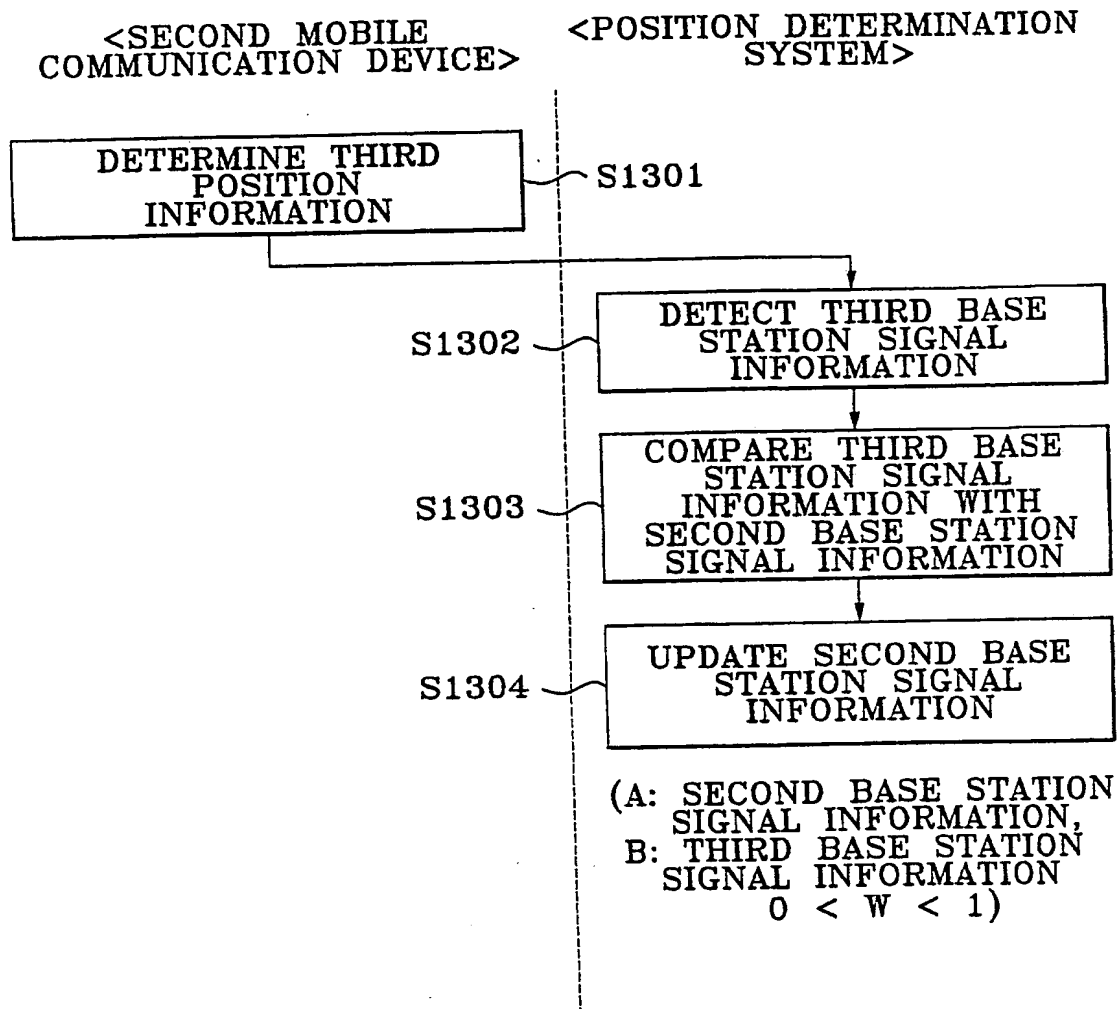 <SECOND MOBILE
COMMUNICATION DEVICE>
<POSITION DETERMINATION
SYSTEM>
DETERMINE THIRD
POSITION
INFORMATION
S1301
DETECT THIRD BASE
STATION SIGNAL
INFORMATION
S1302
COMPARE THIRD BASE
STATION SIGNAL
INFORMATION WITH
SECOND BASE STATION
SIGNAL INFORMATION
S1303
UPDATE SECOND BASE
STATION SIGNAL
INFORMATION
S1304
(A: SECOND BASE STATION
SIGNAL INFORMATION,
B: THIRD BASE STATION
SIGNAL INFORMATION
0 < W < 1)